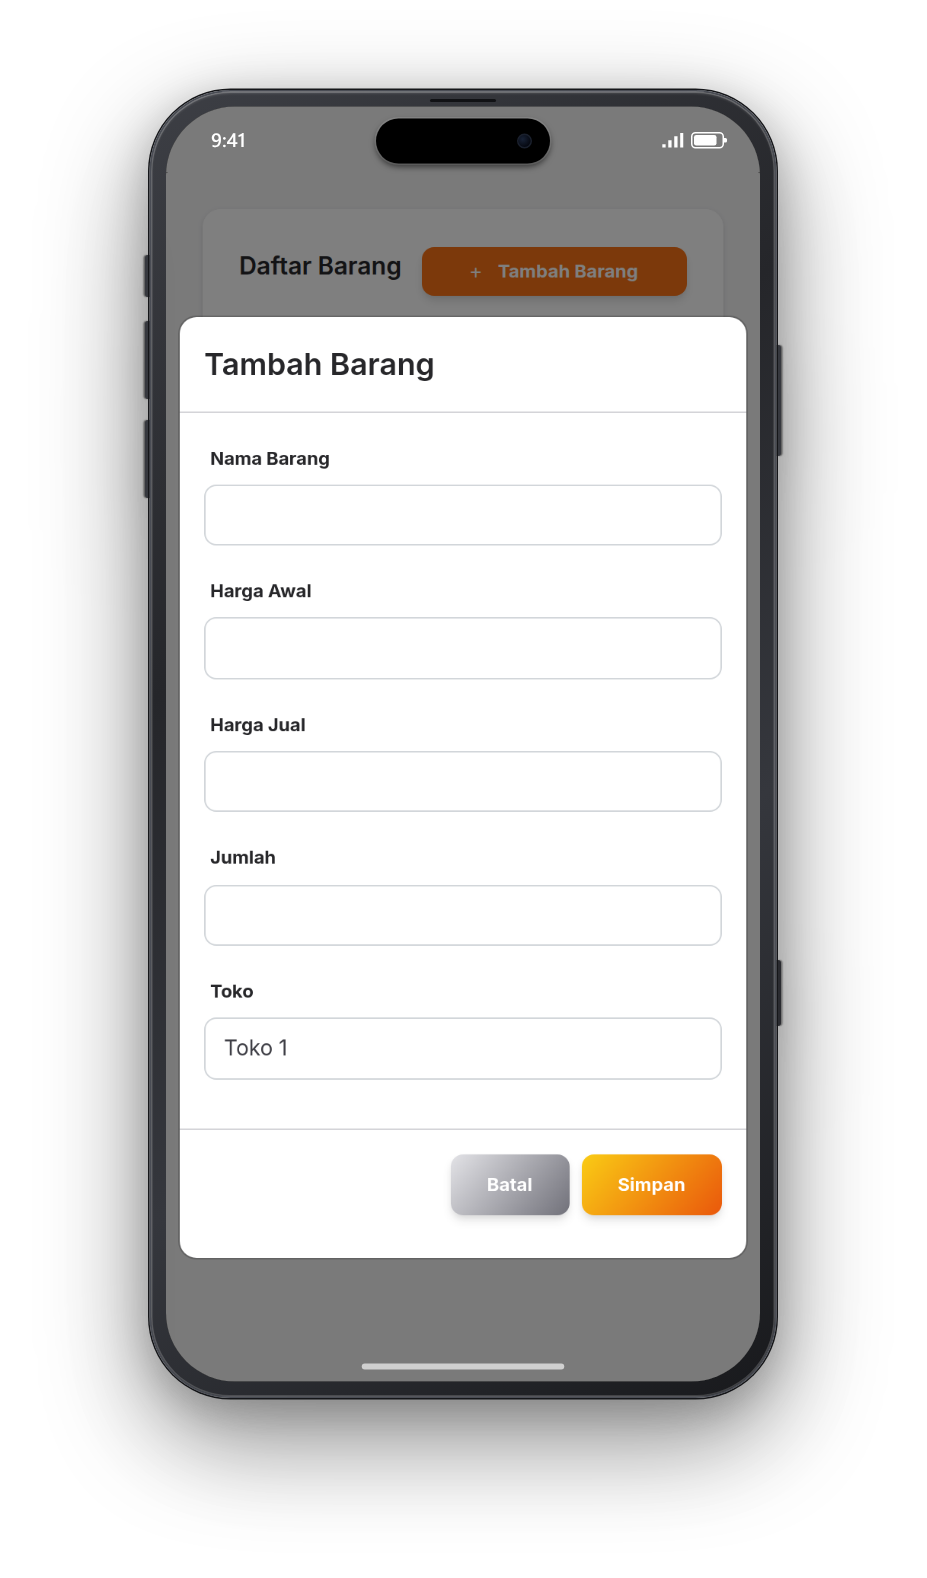 9:41
Daftar Barang
+ Tambah Barang
Tambah Barang
Nama Barang
Harga Awal
Harga Jual
Jumlah
Toko
Toko 1
Batal
Simpan